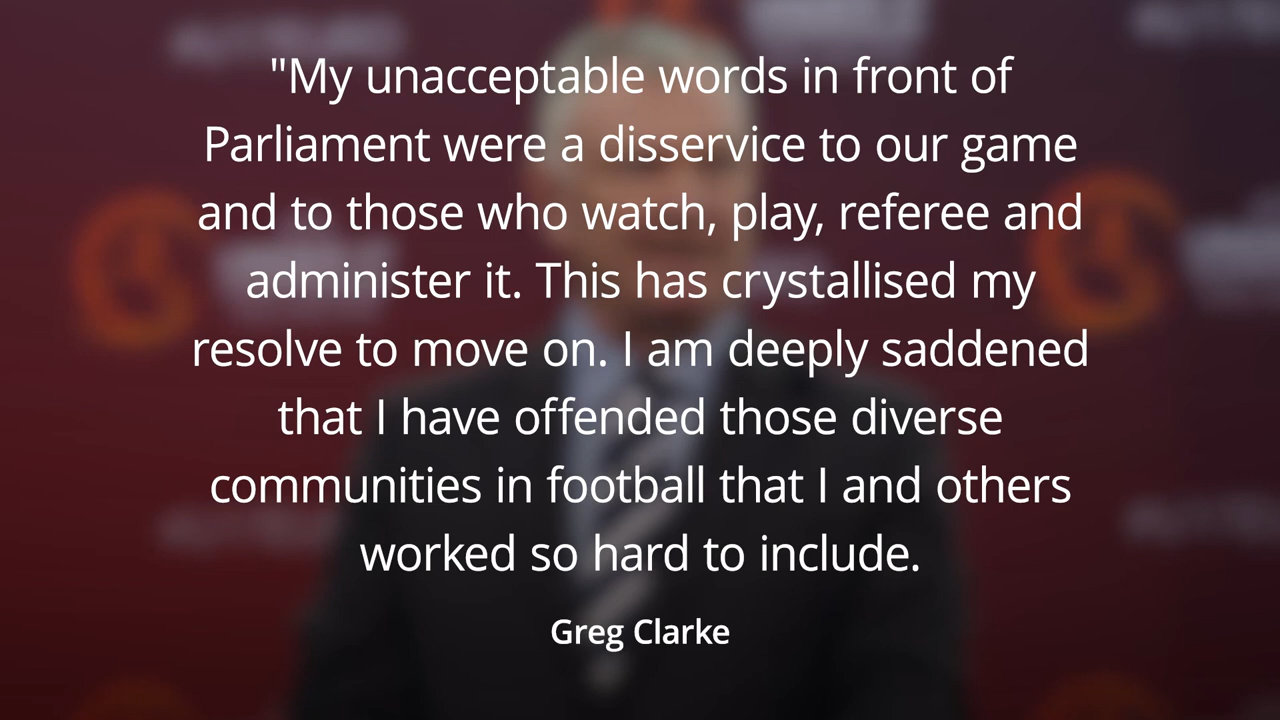 "My unacceptable words in front of
Parliament were a disservice to our game
and to those who watch, play, referee and
administer it. This has crystallised my
resolve to move on. I am deeply saddened
that I have offended those diverse
communities in football that I and others
worked so hard to include.
Greg Clarke